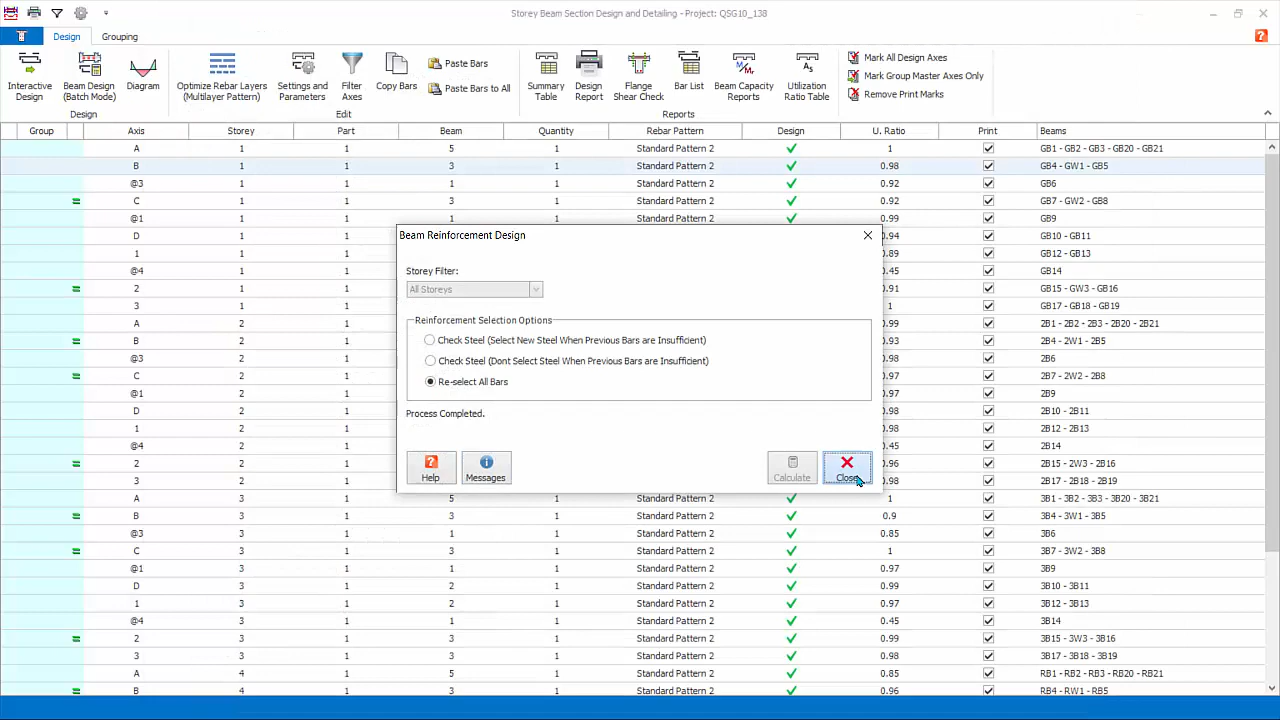 Storey Beam Section Design and Detailing - Project: QSG10_138
Design Grouping
Interactive Design
Beam Design (Batch Mode)
Diagram
Design
Optimize Rebar Layers (Multilayer Pattern)
Settings and Parameters
Filter Axes
Copy Bars
Paste Bars
Paste Bars to All
Edit
Summary Table
Design Report
Flange Shear Check
Bar List
Beam Capacity Reports
Utilization Ratio Table
Mark All Design Axes
Mark Group Master Axes Only
Remove Print Marks
Reports
Group Axis Storey Part Beam Quantity Rebar Pattern Design U. Ratio Print Beams
A 1 1 5 1 Standard Pattern 2 1 GB1 - GB2 - GB3 - GB20 - GB21
B 1 1 3 1 Standard Pattern 2 0.98 GB4 - GW1 - GB5
@3 1 1 1 1 Standard Pattern 2 0.92 GB6
C 1 1 3 1 Standard Pattern 2 0.92 GB7 - GW2 - GB8
@1 1 1 1 1 Standard Pattern 2 0.99 GB9
D 1 1 0.94 GB10 - GB11
1 1 1 0.89 GB12 - GB13
@4 1 1 0.45 GB14
2 1 1 0.91 GB15 - GW3 - GB16
3 1 1 1 GB17 - GB18 - GB19
A 2 1 0.99 2B1 - 2B2 - 2B3 - 2B20 - 2B21
B 2 1 0.93 2B4 - 2W1 - 2B5
@3 2 1 0.98 2B6
C 2 1 0.97 2B7 - 2W2 - 2B8
@1 2 1 0.97 2B9
D 2 1 0.98 2B10 - 2B11
1 2 1 0.98 2B12 - 2B13
@4 2 1 0.45 2B14
2 2 1 0.96 2B15 - 2W3 - 2B16
3 2 1 0.98 2B17 - 2B18 - 2B19
A 3 1 5 1 Standard Pattern 2 1 3B1 - 3B2 - 3B3 - 3B20 - 3B21
B 3 1 3 1 Standard Pattern 2 0.9 3B4 - 3W1 - 3B5
@3 3 1 1 1 Standard Pattern 2 0.85 3B6
C 3 1 3 1 Standard Pattern 2 1 3B7 - 3W2 - 3B8
@1 3 1 1 1 Standard Pattern 2 0.97 3B9
D 3 1 2 1 Standard Pattern 2 0.99 3B10 - 3B11
1 3 1 2 1 Standard Pattern 2 0.97 3B12 - 3B13
@4 3 1 1 1 Standard Pattern 2 0.45 3B14
2 3 1 3 1 Standard Pattern 2 0.99 3B15 - 3W3 - 3B16
3 3 1 3 1 Standard Pattern 2 0.98 3B17 - 3B18 - 3B19
A 4 1 5 1 Standard Pattern 2 0.85 RB1 - RB2 - RB3 - RB20 - RB21
B 4 1 3 1 Standard Pattern 2 0.96 RB4 - RW1 - RB5
Beam Reinforcement Design
Storey Filter:
All Storeys
Reinforcement Selection Options
Check Steel (Select New Steel When Previous Bars are Insufficient)
Check Steel (Dont Select Steel When Previous Bars are Insufficient)
Re-select All Bars
Process Completed.
Help Messages Calculate Close